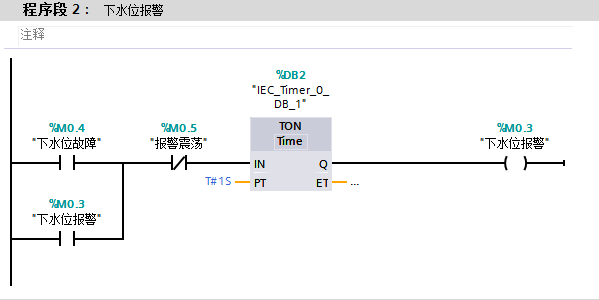 程序段 2： 下水位报警
注释
%DB2
"IEC_Timer_0_
DB_1"
%M0.4 %M0.5 TON %M0.3
"下水位故障" "报警震荡" Time "下水位报警"
IN Q
T#1S PT ET ...
%M0.3
"下水位报警"